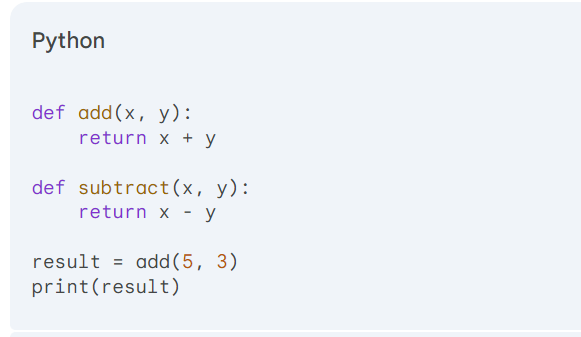 Python
def add(x, y):
    return x + y
def subtract(x, y):
    return x - y
result = add(5, 3)
print(result)